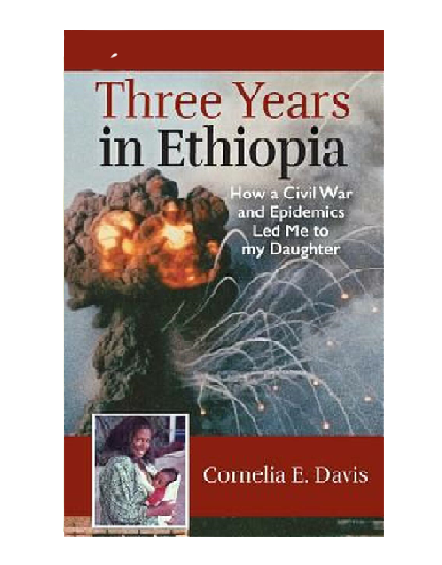 Three Years
in Ethiopia
How a Civil War
and Epidemics
Led Me to
my Daughter
Cornelia E. Davis